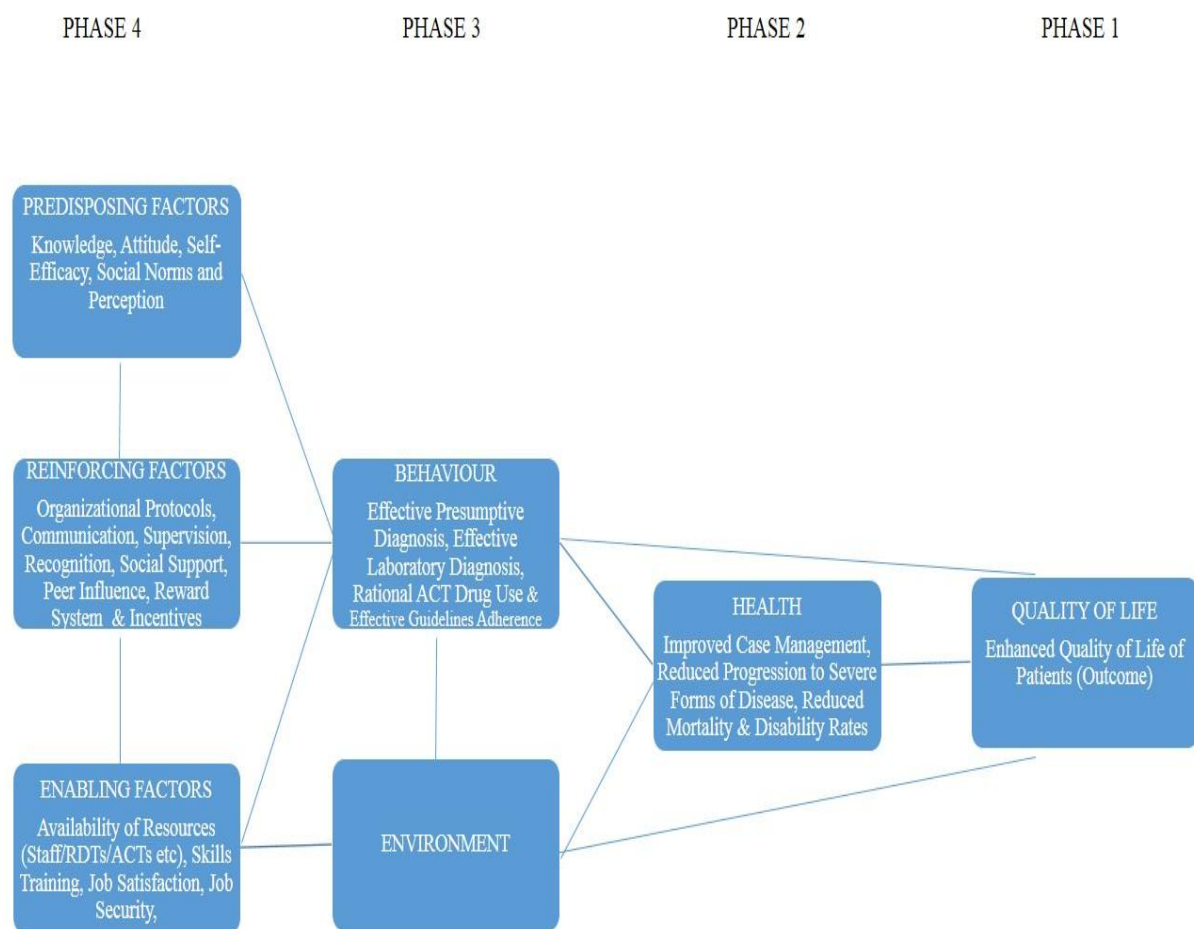 PHASE 4
PHASE 3
PHASE 2
PHASE 1
PREDISPOSING FACTORS
Knowledge, Attitude, Self-
Efficacy, Social Norms and
Perception
REINFORCING FACTORS
Organizational Protocols,
Communication, Supervision,
Recognition, Social Support,
Peer Influence, Reward
System & Incentives
ENABLING FACTORS
Availability of Resources
(Staff/RDTs/ACTs etc), Skills
Training, Job Satisfaction, Job
Security,
BEHAVIOUR
Effective Presumptive
Diagnosis, Effective
Laboratory Diagnosis,
Rational ACT Drug Use &
Effective Guidelines Adherence
ENVIRONMENT
HEALTH
Improved Case Management,
Reduced Progression to Severe
Forms of Disease, Reduced
Mortality & Disability Rates
QUALITY OF LIFE
Enhanced Quality of Life of
Patients (Outcome)